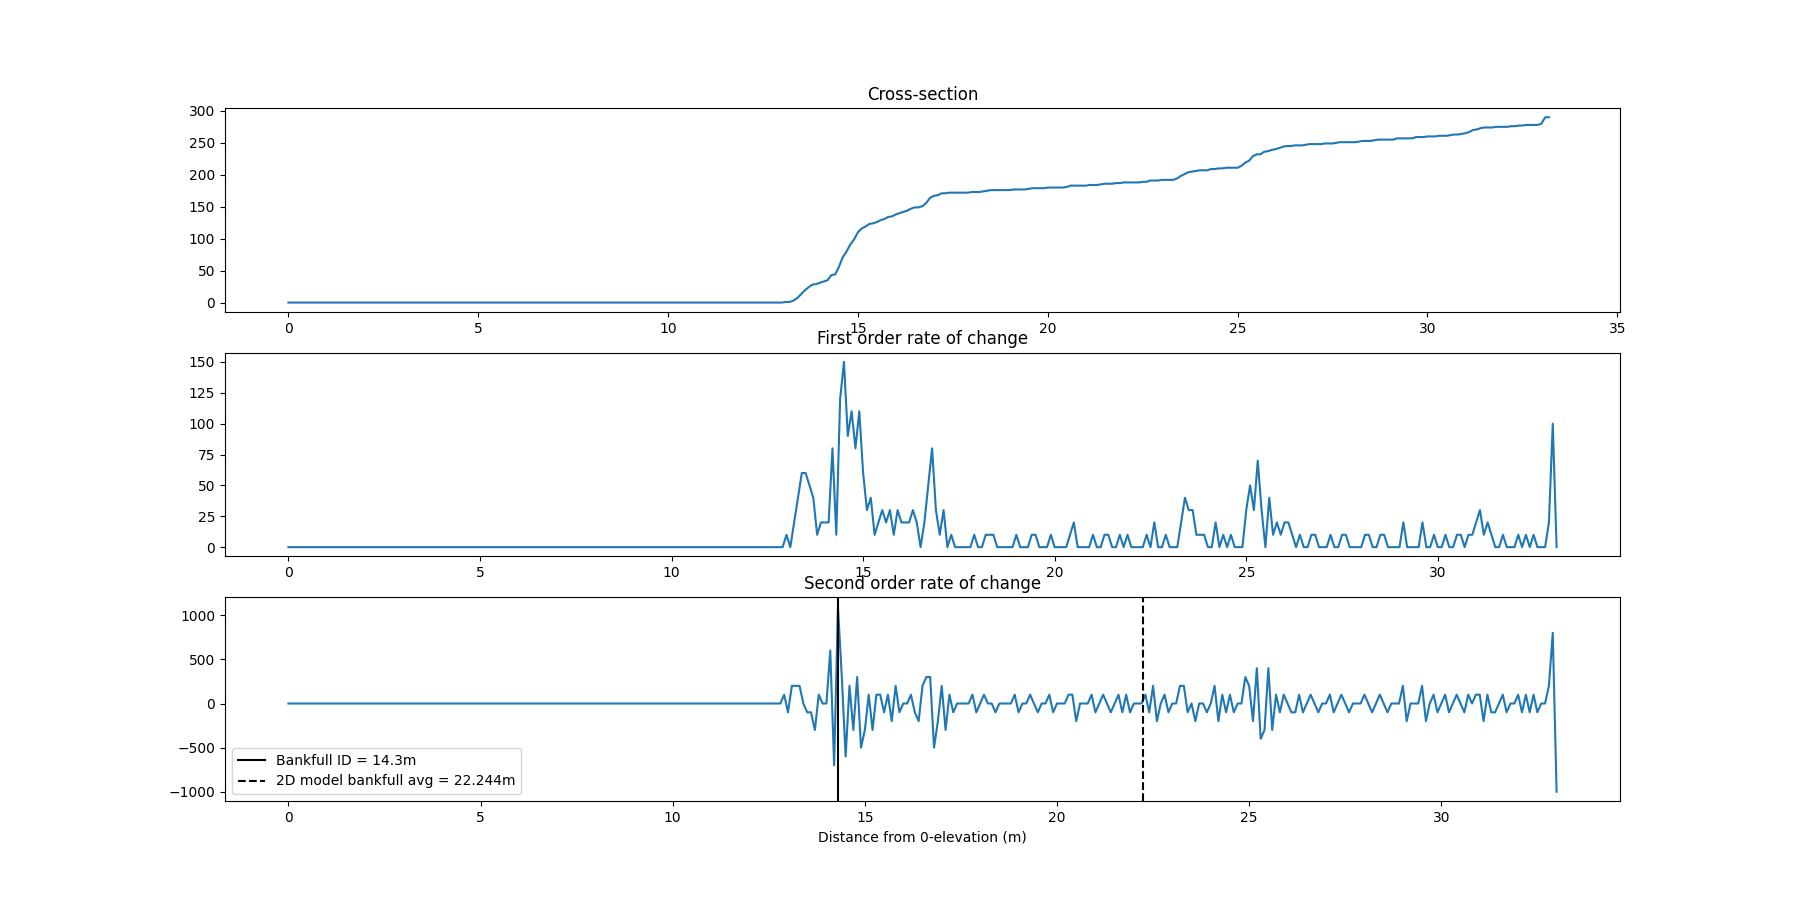 Cross-section
300
250
200
150
100
50
0
0 5 10 15 20 25 30 35
First order rate of change
150
125
100
75
50
25
0
0 5 10 15 20 25 30
Second order rate of change
1000
500
0
−500
−1000
Bankfull ID = 14.3m
2D model bankfull avg = 22.244m
0 5 10 15 20 25 30
Distance from 0-elevation (m)